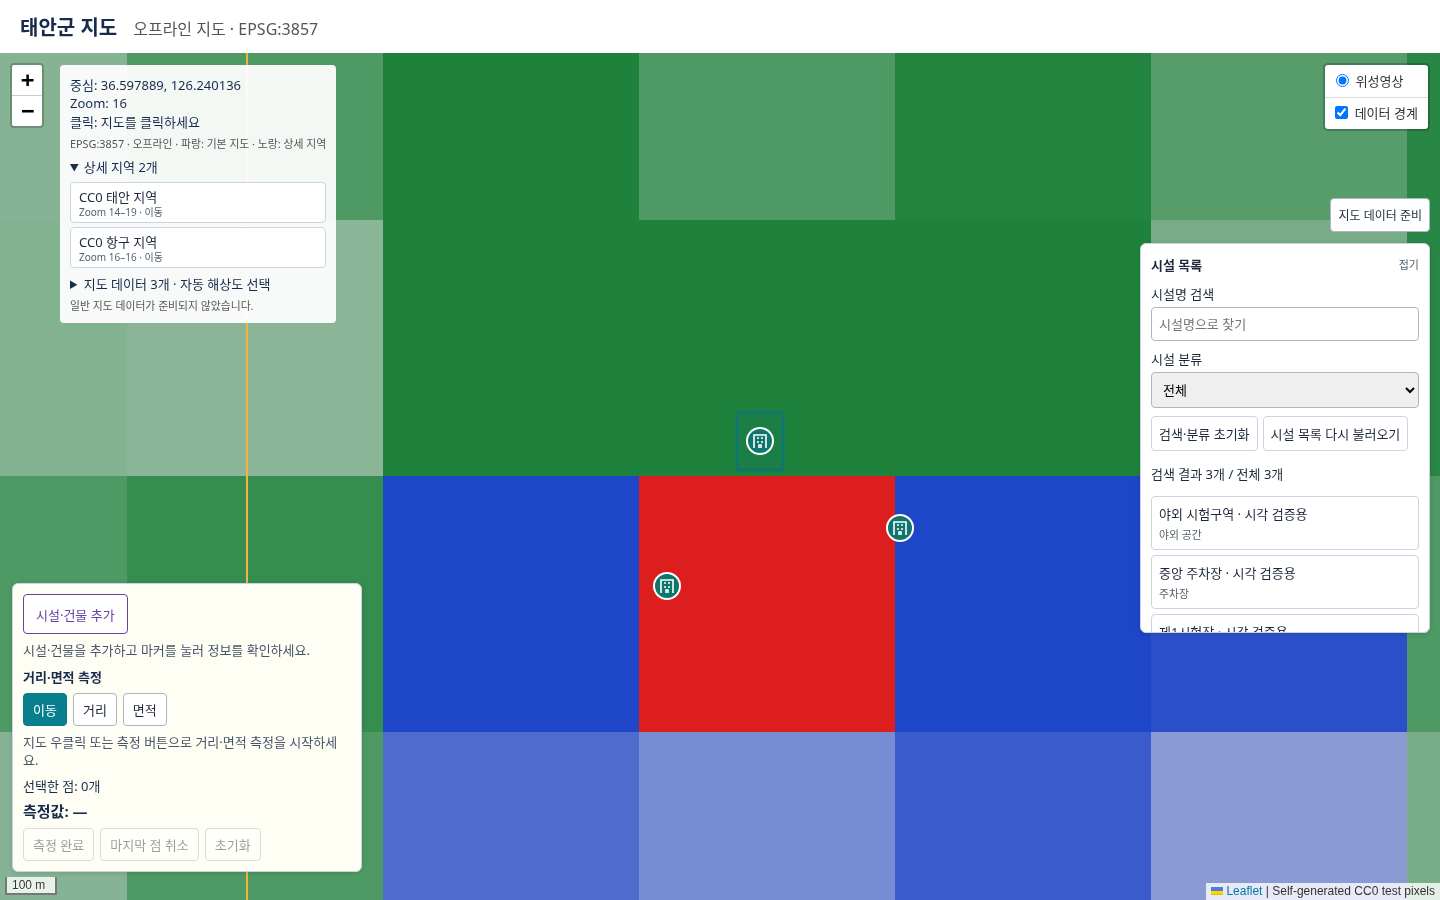 태안군 지도 오프라인 지도 · EPSG:3857
+
−
중심: 36.597889, 126.240136
Zoom: 16
클릭: 지도를 클릭하세요
EPSG:3857 · 오프라인 · 파랑: 기본 지도 · 노랑: 상세 지역
▼ 상세 지역 2개
CC0 태안 지역
Zoom 14–19 · 이동
CC0 항구 지역
Zoom 16–16 · 이동
▶ 지도 데이터 3개 · 자동 해상도 선택
일반 지도 데이터가 준비되지 않았습니다.
위성영상
데이터 경계
지도 데이터 준비
시설 목록 접기
시설명 검색
시설명으로 찾기
시설 분류
전체
검색·분류 초기화 시설 목록 다시 불러오기
검색 결과 3개 / 전체 3개
야외 시험구역 · 시각 검증용
야외 공간
중앙 주차장 · 시각 검증용
주차장
제1시험장 · 시각 검증용
시설·건물 추가
시설·건물을 추가하고 마커를 눌러 정보를 확인하세요.
거리·면적 측정
이동 거리 면적
지도 우클릭 또는 측정 버튼으로 거리·면적 측정을 시작하세
요.
선택한 점: 0개
측정값: —
측정 완료 마지막 점 취소 초기화
100 m
Leaflet | Self-generated CC0 test pixels